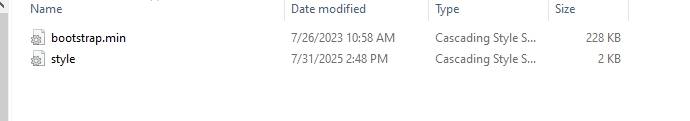 Name Date modified Type Size
bootstrap.min 7/26/2023 10:58 AM Cascading Style S... 228 KB
style 7/31/2025 2:48 PM Cascading Style S... 2 KB